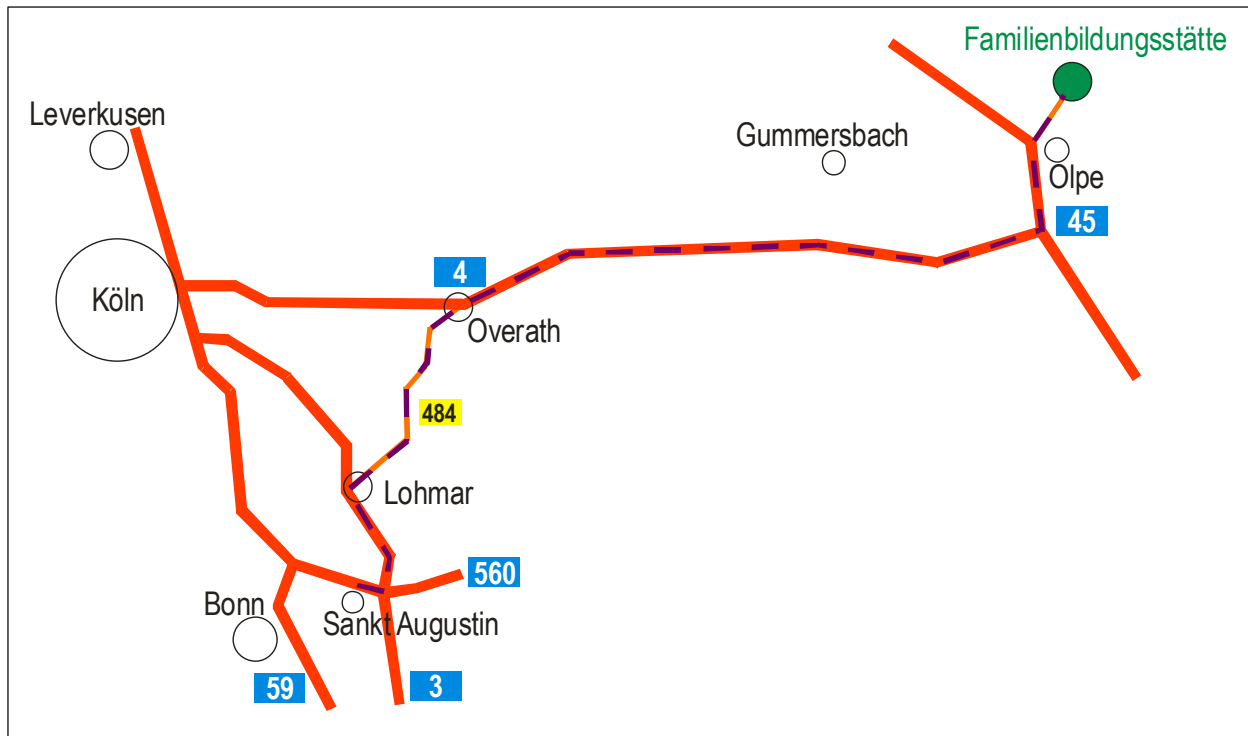 Familienbildungsstätte
Leverkusen
Gummersbach
Olpe
45
4
Köln
Overath
484
Lohmar
560
Bonn
Sankt Augustin
59
3